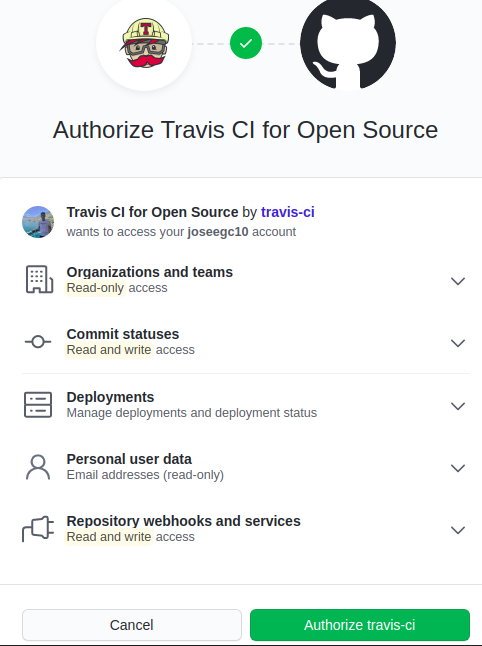 T
Authorize Travis CI for Open Source
Travis CI for Open Source by travis-ci
wants to access your joseegc10 account
Organizations and teams
Read-only access
Commit statuses
Read and write access
Deployments
Manage deployments and deployment status
Personal user data
Email addresses (read-only)
Repository webhooks and services
Read and write access
Cancel
Authorize travis-ci